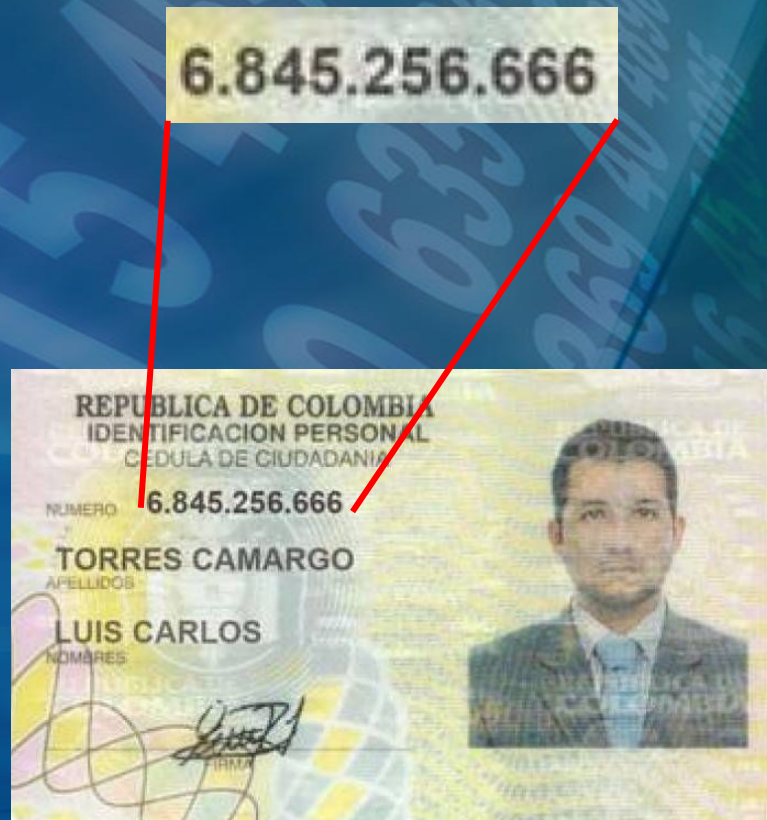 6.845.256.666
REPUBLICA DE COLOMBIA
IDENTIFICACION PERSONAL
CEDULA DE CIUDADANIA
NUMERO 6.845.256.666
TORRES CAMARGO
APELLIDOS
LUIS CARLOS
NOMBRES
FIRMA